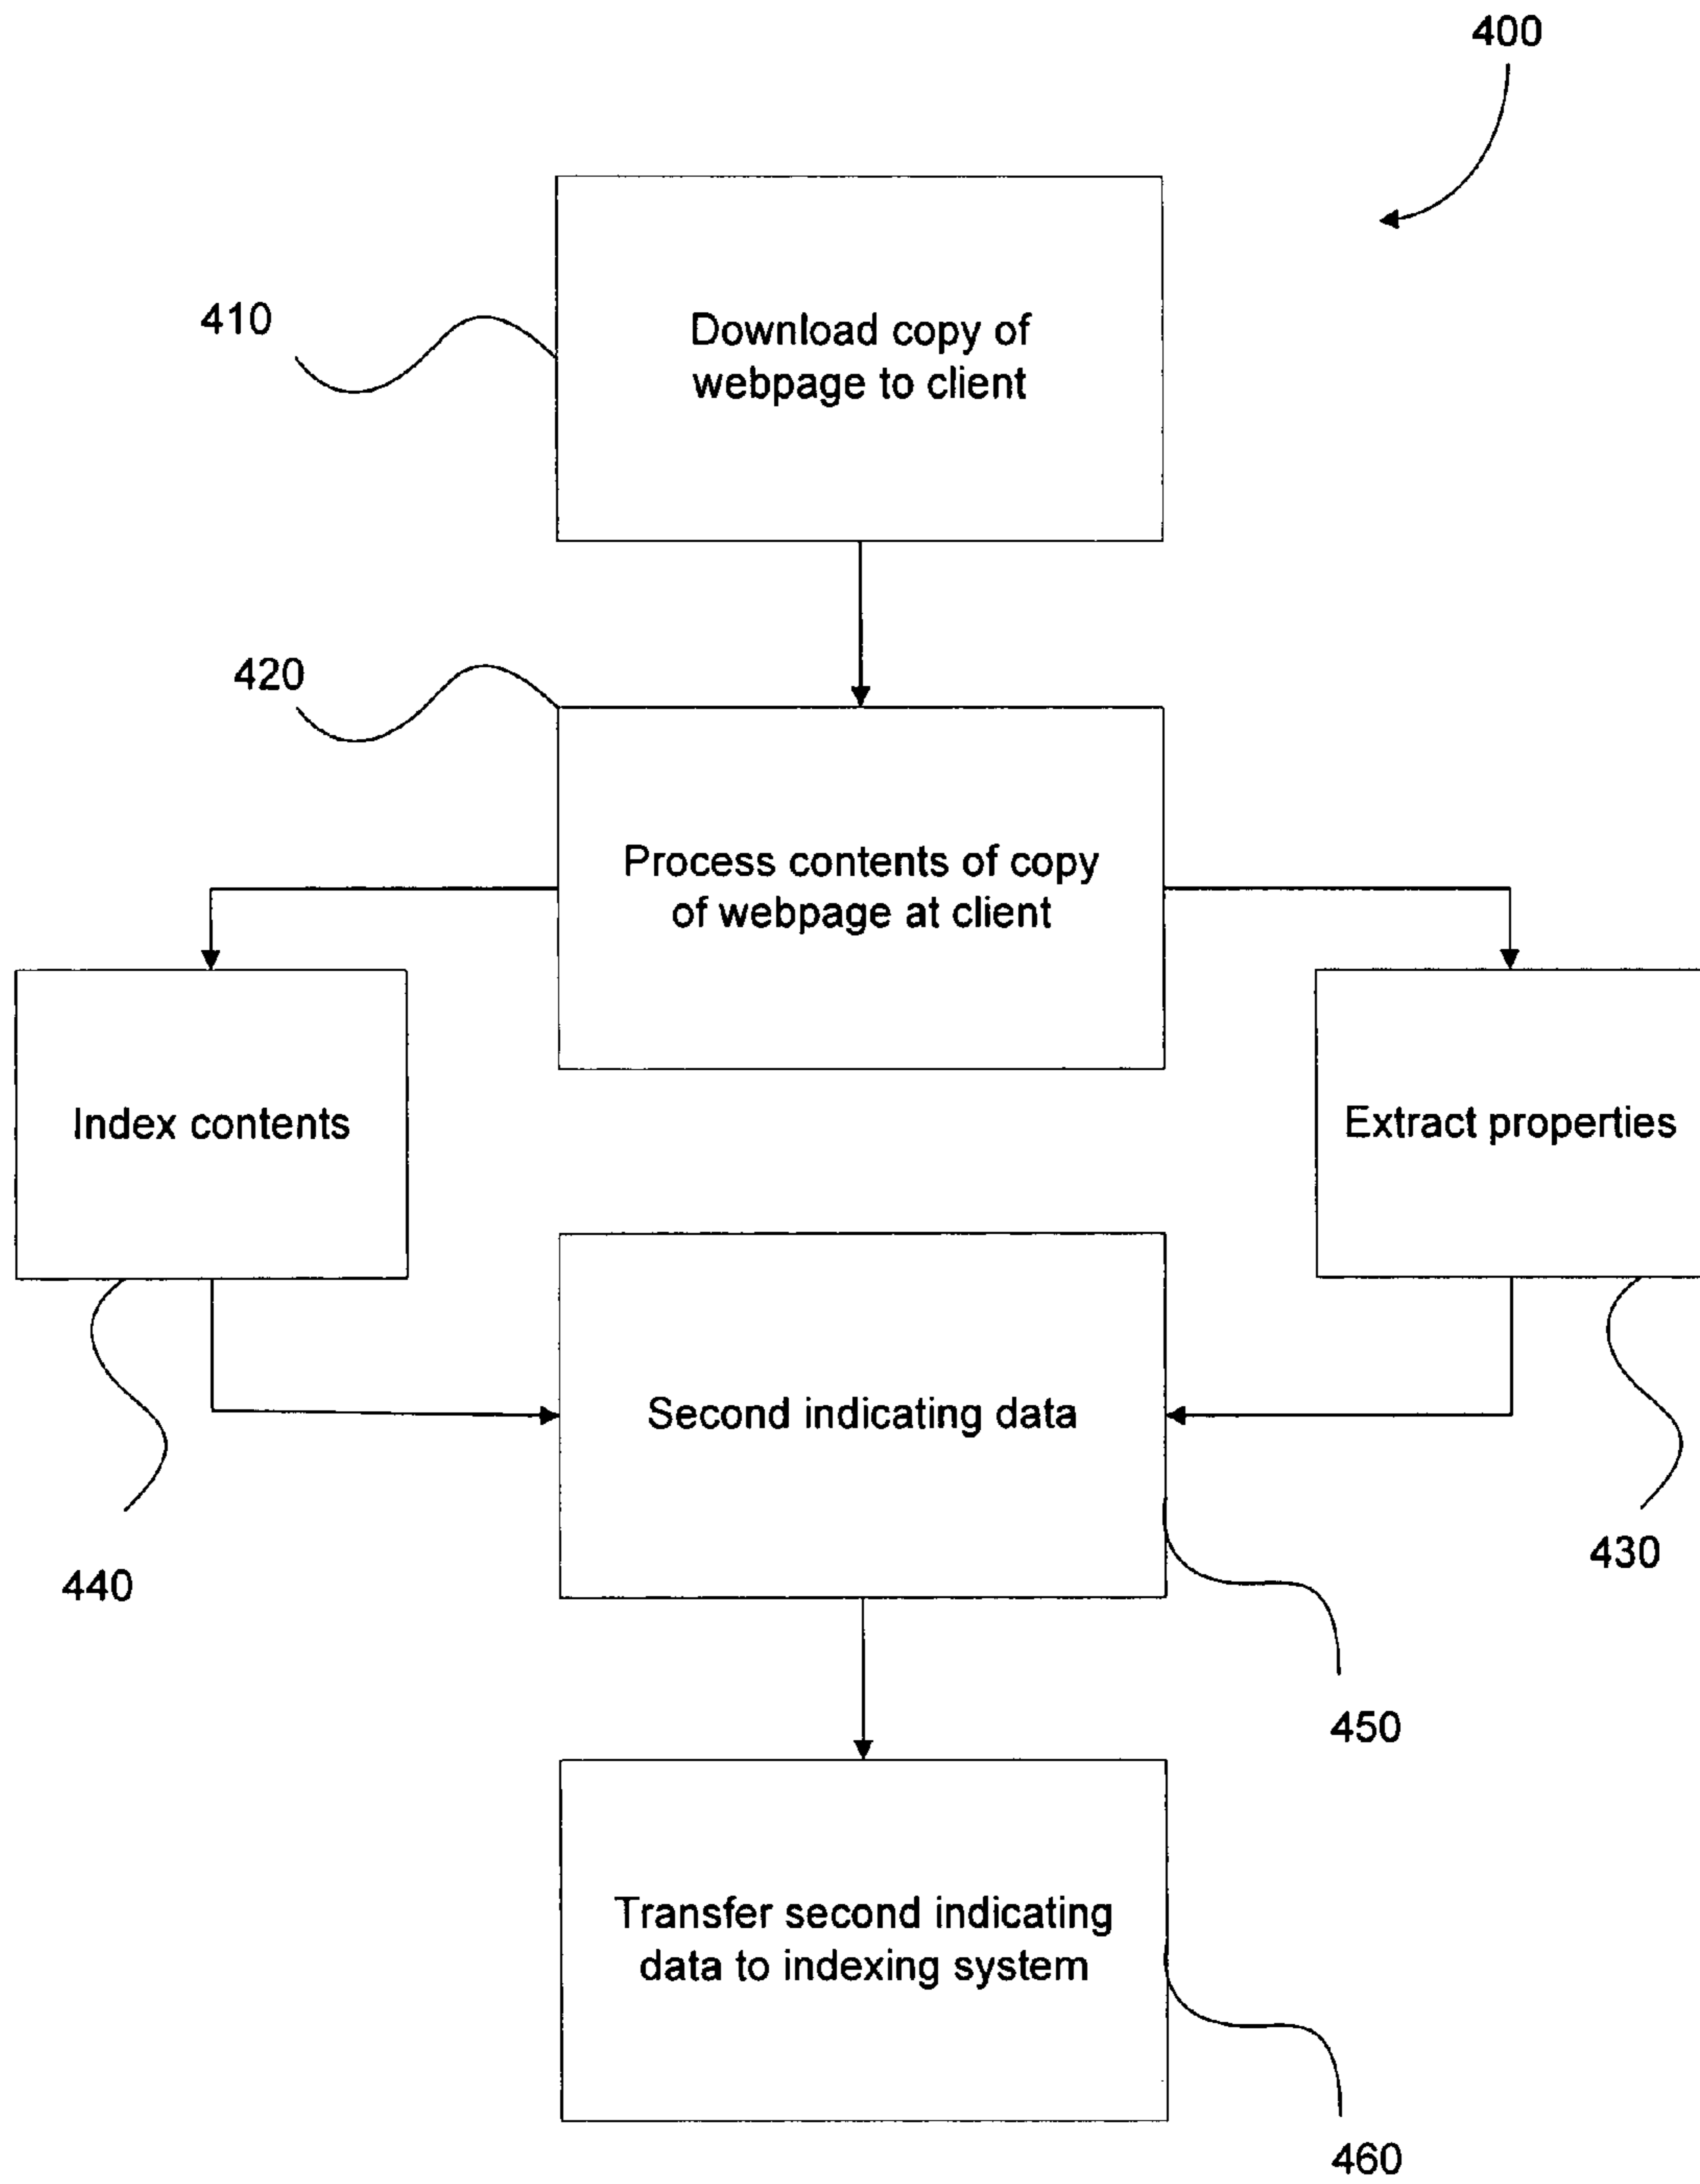 400
410
Download copy of
webpage to client
420
Process contents of copy
of webpage at client
Index contents
Extract properties
Second indicating data
440
430
450
Transfer second indicating
data to indexing system
460